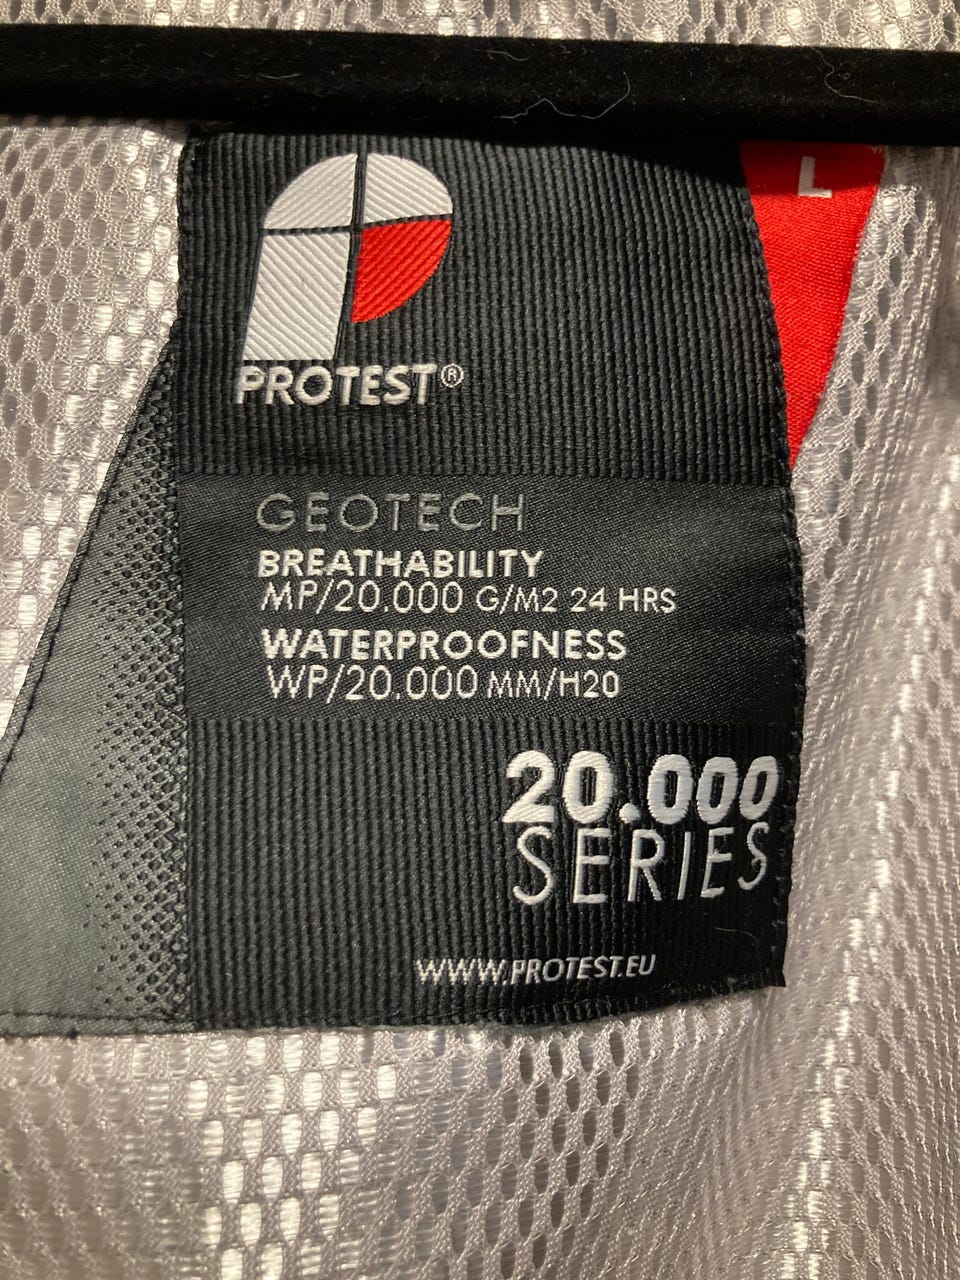 L
PROTEST®
GEOTECH
BREATHABILITY
MP/20.000 G/M2 24 HRS
WATERPROOFNESS
WP/20.000 MM/H20
20.000
SERIES
WWW.PROTEST.EU